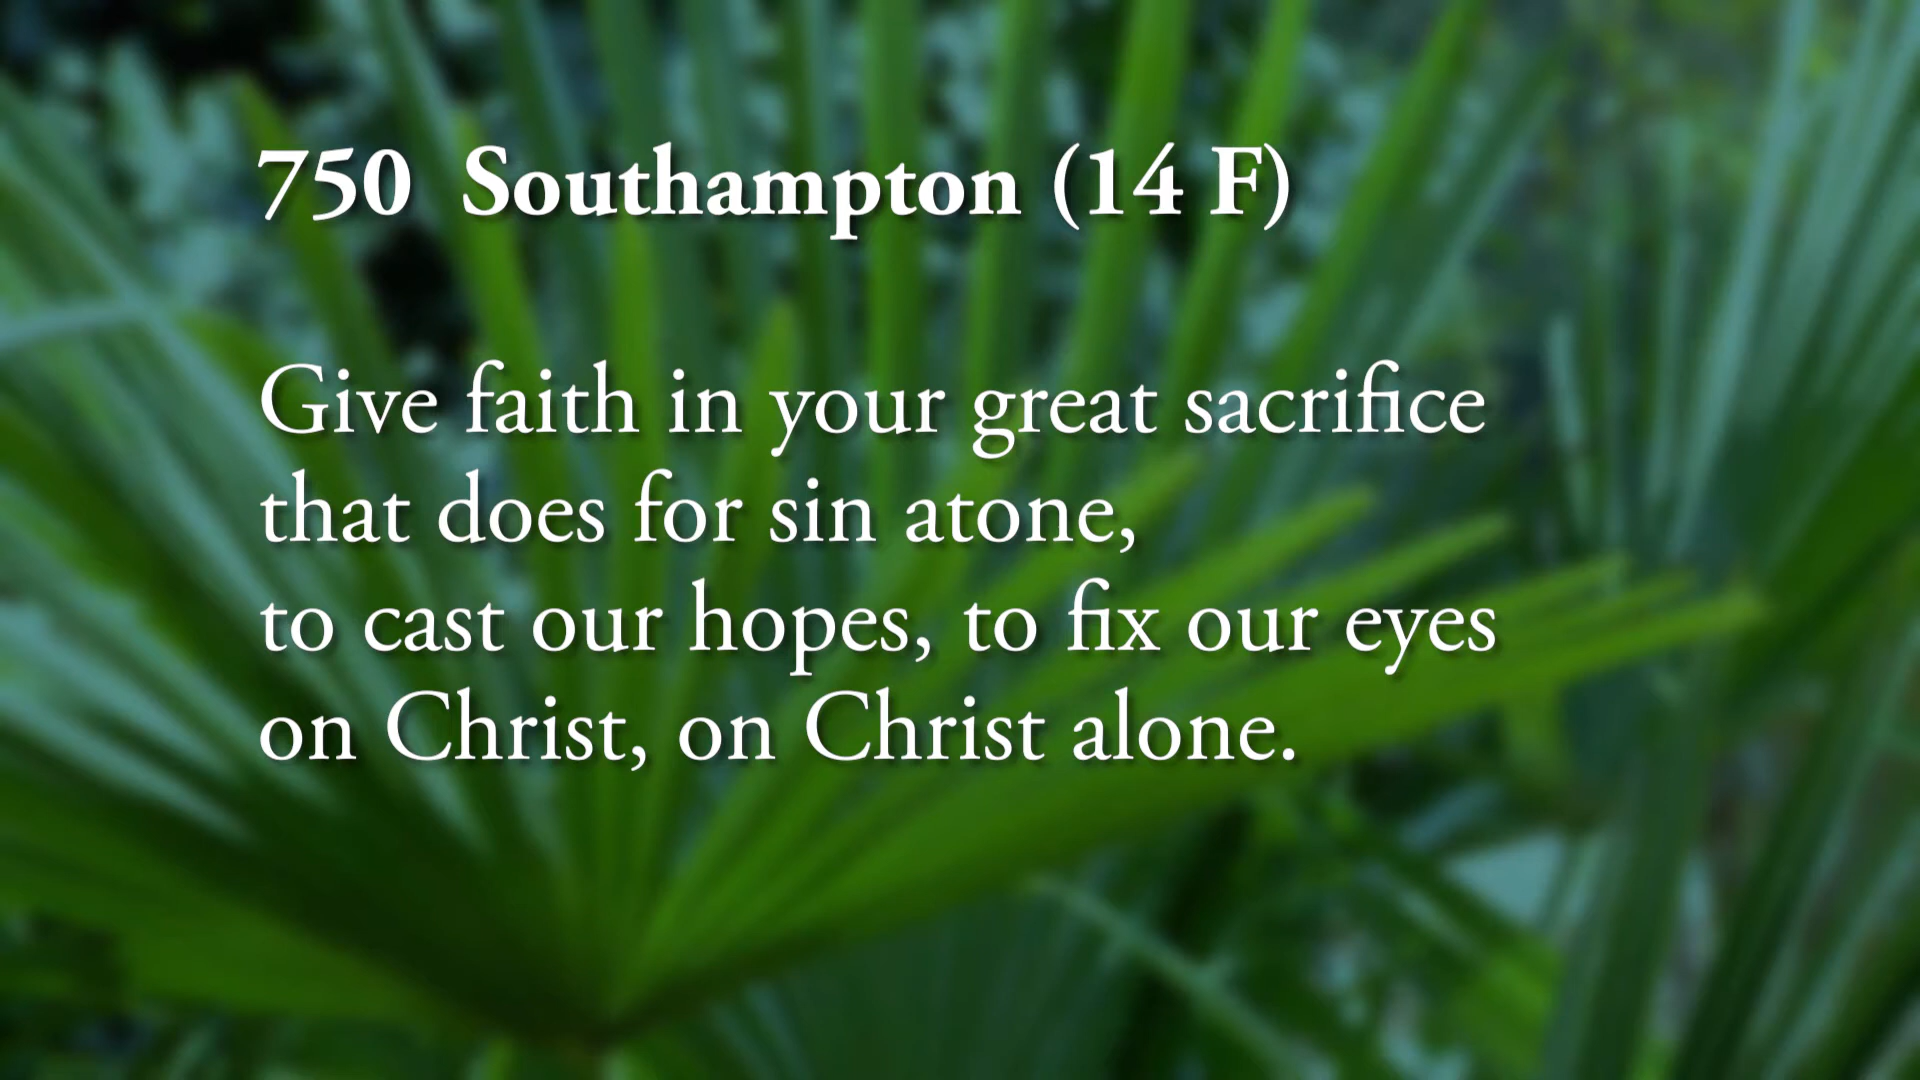 750 Southampton (14 F)
Give faith in your great sacrifice
that does for sin atone,
to cast our hopes, to fix our eyes
on Christ, on Christ alone.